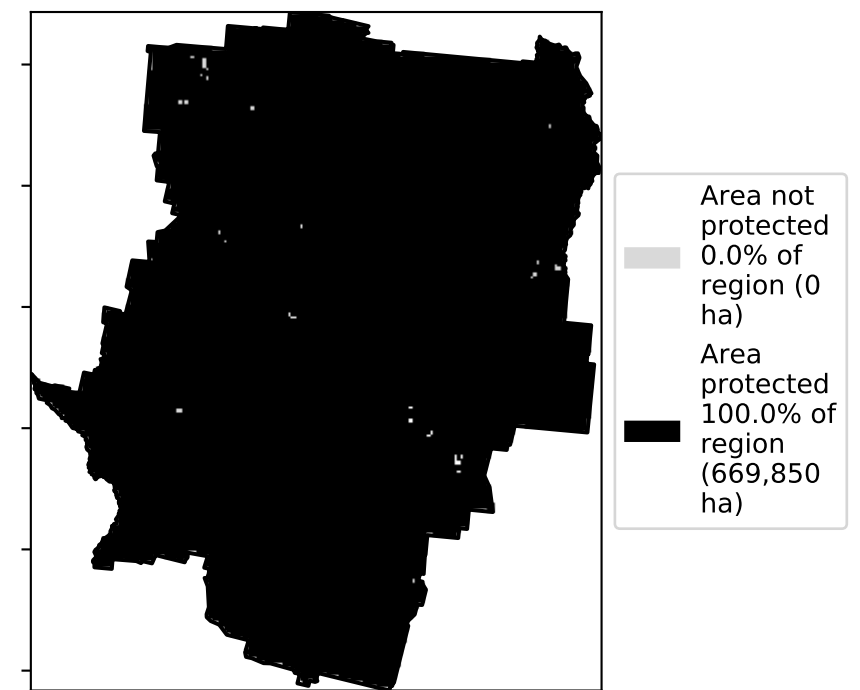 Area not
protected
0.0% of
region (0
ha)
Area
protected
100.0% of
region
(669,850
ha)